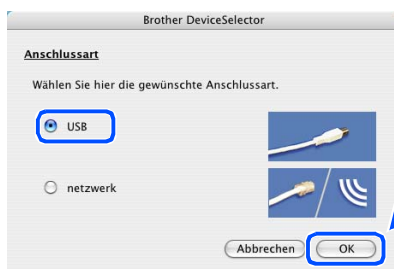 Brother DeviceSelector
Anschlussart
Wählen Sie hier die gewünschte Anschlussart.
USB
netzwerk
Abbrechen OK